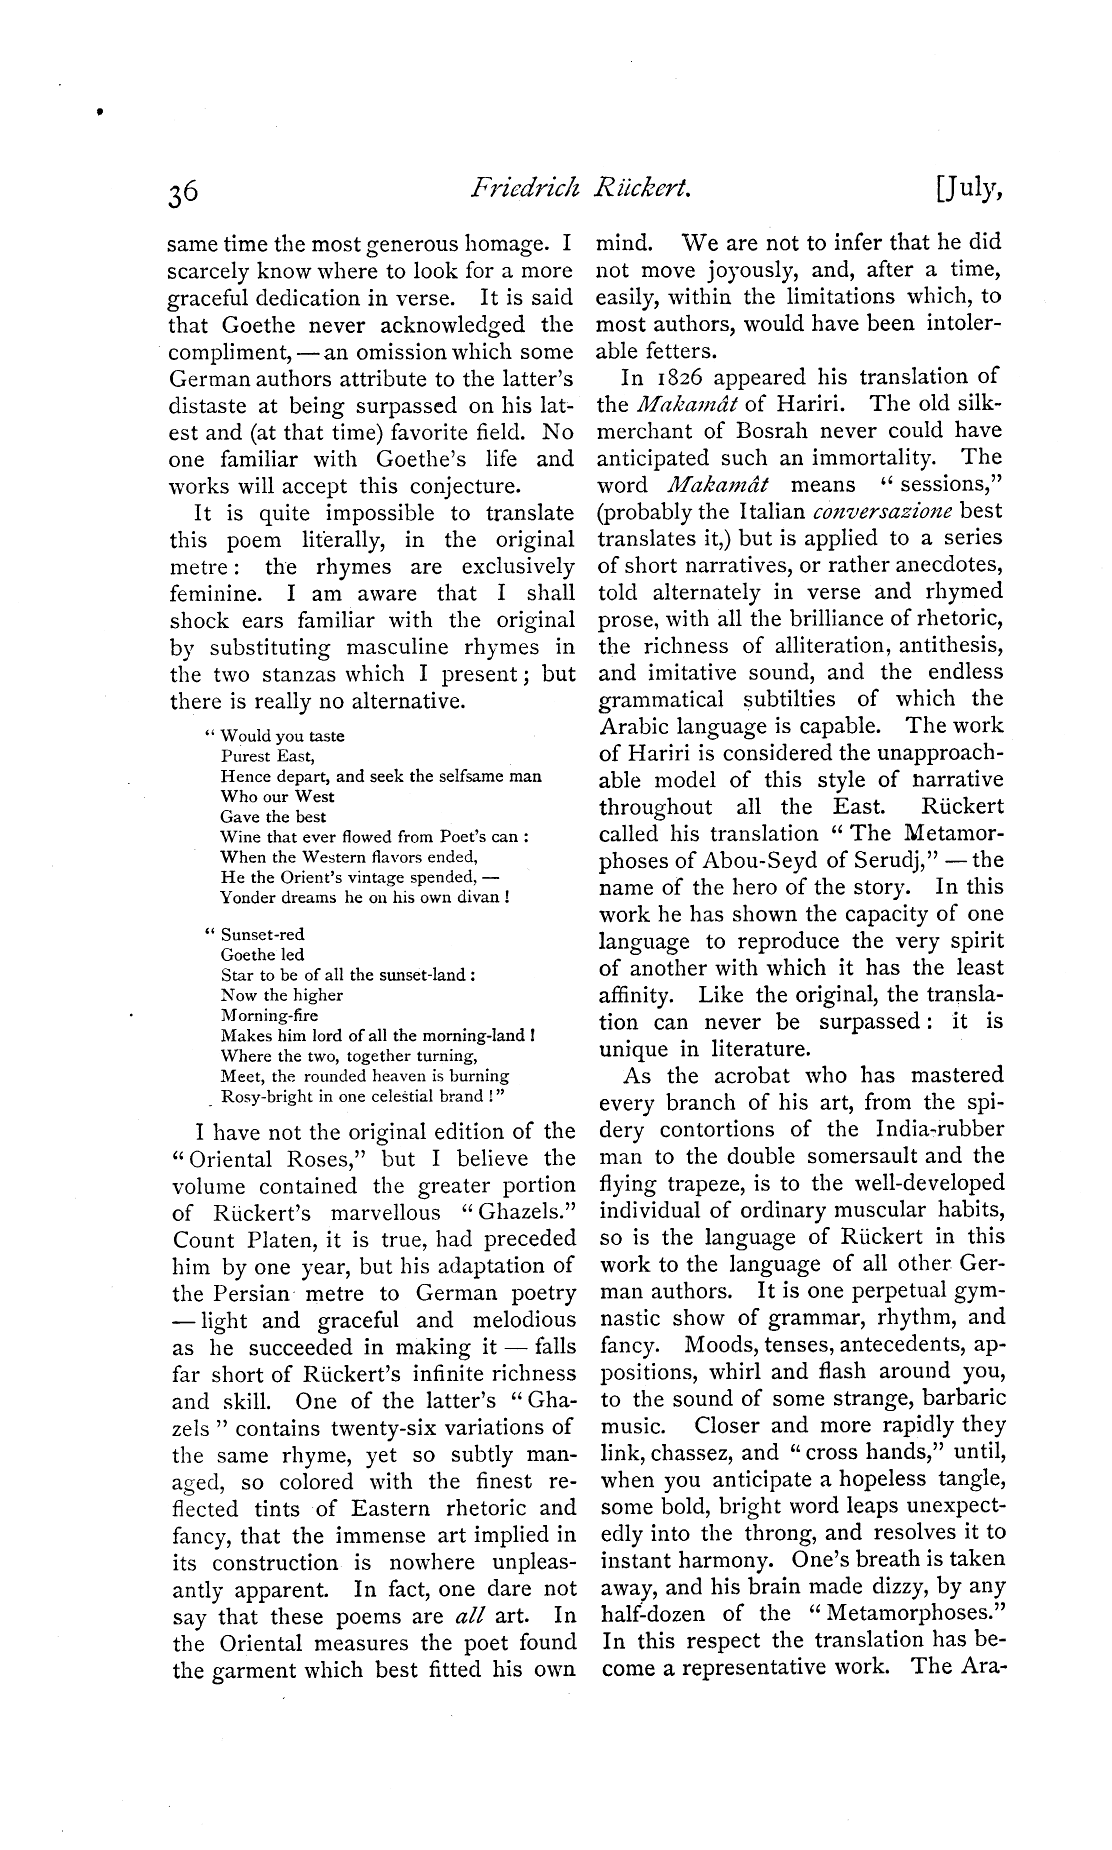 36 Friedrich Rückert. [July,
same time the most generous homage. I
scarcely know where to look for a more
graceful dedication in verse. It is said
that Goethe never acknowledged the
compliment, — an omission which some
German authors attribute to the latter's
distaste at being surpassed on his lat-
est and (at that time) favorite field. No
one familiar with Goethe's life and
works will accept this conjecture.
It is quite impossible to translate
this poem literally, in the original
metre : the rhymes are exclusively
feminine. I am aware that I shall
shock ears familiar with the original
by substituting masculine rhymes in
the two stanzas which I present ; but
there is really no alternative.
“ Would you taste
Purest East,
Hence depart, and seek the selfsame man
Who our West
Gave the best
Wine that ever flowed from Poet's can :
When the Western flavors ended,
He the Orient's vintage spended, —
Yonder dreams he on his own divan !
“ Sunset-red
Goethe led
Star to be of all the sunset-land :
Now the higher
Morning-fire
Makes him lord of all the morning-land !
Where the two, together turning,
Meet, the rounded heaven is burning
Rosy-bright in one celestial brand !”
I have not the original edition of the
“ Oriental Roses,” but I believe the
volume contained the greater portion
of Rückert's marvellous “ Ghazels.”
Count Platen, it is true, had preceded
him by one year, but his adaptation of
the Persian metre to German poetry
— light and graceful and melodious
as he succeeded in making it — falls
far short of Rückert's infinite richness
and skill. One of the latter's “ Gha-
zels ” contains twenty-six variations of
the same rhyme, yet so subtly man-
aged, so colored with the finest re-
flected tints of Eastern rhetoric and
fancy, that the immense art implied in
its construction is nowhere unpleas-
antly apparent. In fact, one dare not
say that these poems are all art. In
the Oriental measures the poet found
the garment which best fitted his own
mind. We are not to infer that he did
not move joyously, and, after a time,
easily, within the limitations which, to
most authors, would have been intoler-
able fetters.
In 1826 appeared his translation of
the Makamât of Hariri. The old silk-
merchant of Bosrah never could have
anticipated such an immortality. The
word Makamât means “ sessions,”
(probably the Italian conversazione best
translates it,) but is applied to a series
of short narratives, or rather anecdotes,
told alternately in verse and rhymed
prose, with all the brilliance of rhetoric,
the richness of alliteration, antithesis,
and imitative sound, and the endless
grammatical subtilties of which the
Arabic language is capable. The work
of Hariri is considered the unapproach-
able model of this style of narrative
throughout all the East. Rückert
called his translation “ The Metamor-
phoses of Abou-Seyd of Serudj,” — the
name of the hero of the story. In this
work he has shown the capacity of one
language to reproduce the very spirit
of another with which it has the least
affinity. Like the original, the transla-
tion can never be surpassed : it is
unique in literature.
As the acrobat who has mastered
every branch of his art, from the spi-
dery contortions of the India-rubber
man to the double somersault and the
flying trapeze, is to the well-developed
individual of ordinary muscular habits,
so is the language of Rückert in this
work to the language of all other Ger-
man authors. It is one perpetual gym-
nastic show of grammar, rhythm, and
fancy. Moods, tenses, antecedents, ap-
positions, whirl and flash around you,
to the sound of some strange, barbaric
music. Closer and more rapidly they
link, chassez, and “ cross hands,” until,
when you anticipate a hopeless tangle,
some bold, bright word leaps unexpect-
edly into the throng, and resolves it to
instant harmony. One's breath is taken
away, and his brain made dizzy, by any
half-dozen of the “ Metamorphoses.”
In this respect the translation has be-
come a representative work. The Ara-